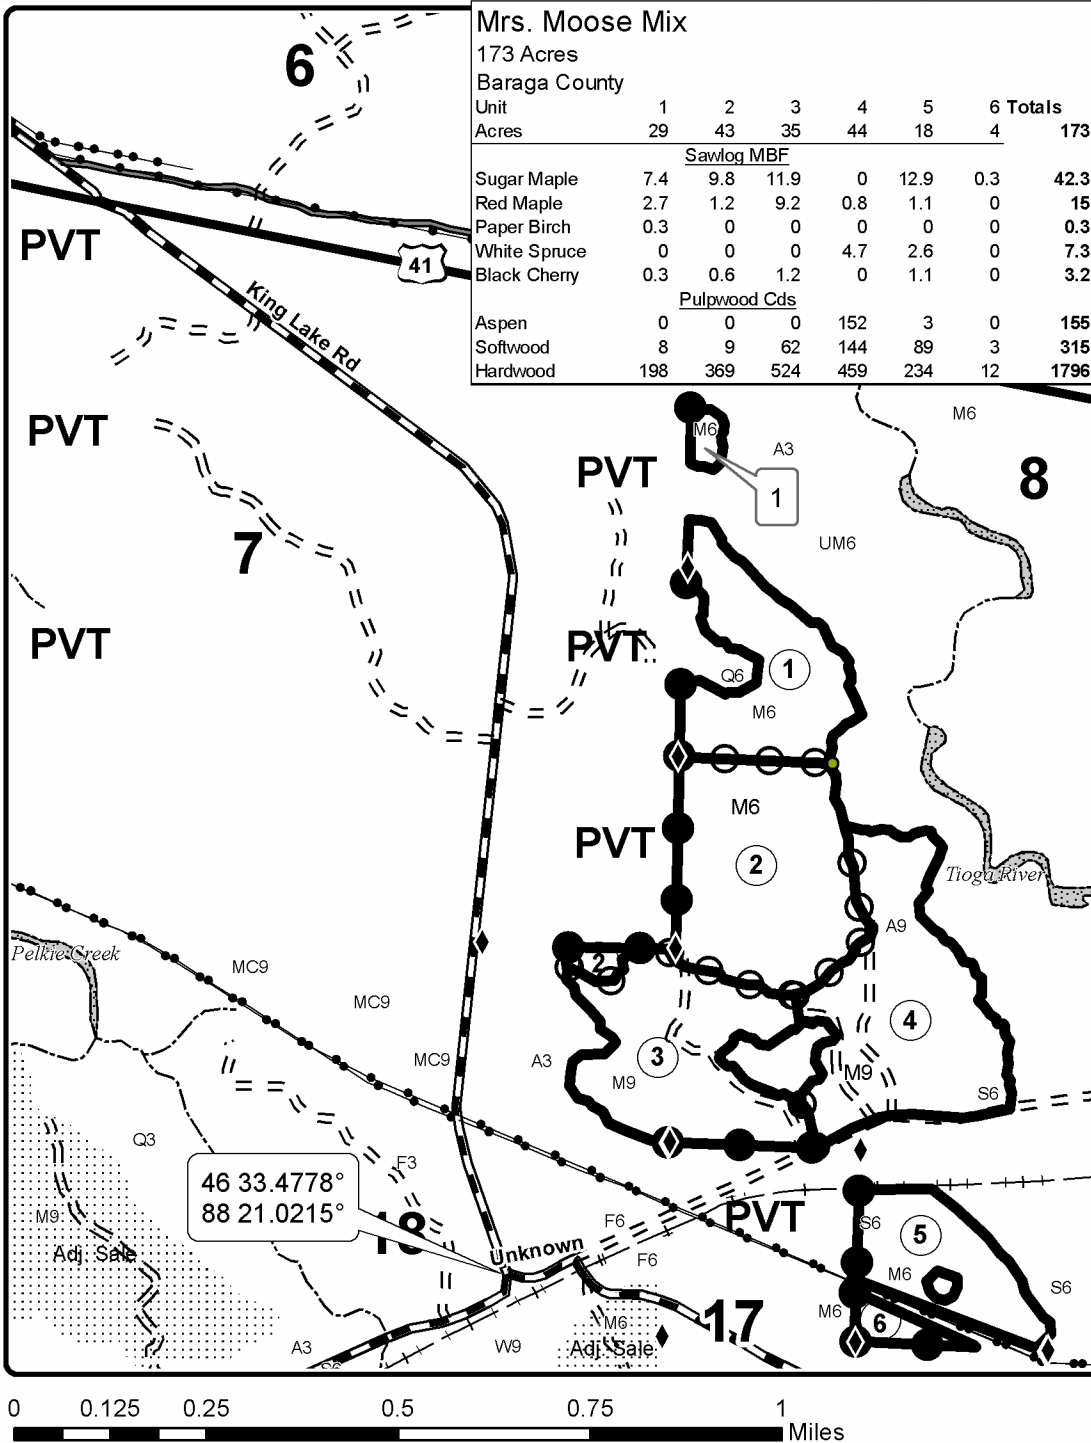 Mrs. Moose Mix
173 Acres
Baraga County
Unit 1 2 3 4 5 6 Totals
Acres 29 43 35 44 18 4 173
Sawlog MBF
Sugar Maple 7.4 9.8 11.9 0 12.9 0.3 42.3
Red Maple 2.7 1.2 9.2 0.8 1.1 0 15
Paper Birch 0.3 0 0 0 0 0 0.3
White Spruce 0 0 0 4.7 2.6 0 7.3
Black Cherry 0.3 0.6 1.2 0 1.1 0 3.2
Pulpwood Cds
Aspen 0 0 0 152 3 0 155
Softwood 8 9 62 144 89 3 315
Hardwood 198 369 524 459 234 12 1796
6
PVT
41
King Lake Rd
M6
M6
A3
PVT
PVT
8
1
UM6
7
PVT
PVT
Q6
1
M6
M6
PVT
2
Tioga River
A9
Pelkie Creek
MC9
2
MC9
4
MC9
A3
3
M9
M9
S6
Q3
F3
46 33.4778°
88 21.0215°
M9
18
F6
PVT
S6
5
Adj. Sale
Unknown
F6
M6
S6
M6
6
M6
17
A3
W9
Adj. Sale
S6
0 0.125 0.25 0.5 0.75 1
Miles